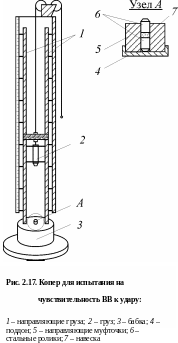 Узел А
6
7
1
5
4
2
А
3
Рис. 2.17. Копер для испытания на
чувствительность ВВ к удару:
1 – направляющие груза; 2 – груз; 3 – бабка; 4 –
поддон; 5 – направляющие муфточки; 6 –
стальные ролики; 7 – навеска